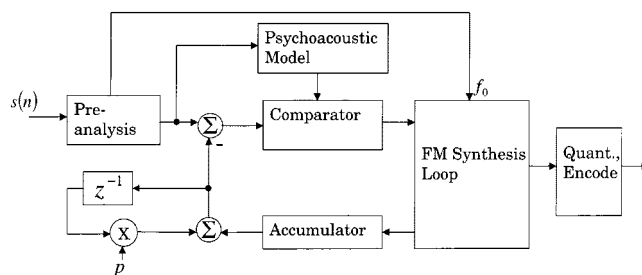 Psychoacoustic
Model
f₀
s(n)
Pre-
analysis
Σ
-
Comparator
FM Synthesis
Loop
Quant.,
Encode
z⁻¹
X
Σ
Accumulator
p